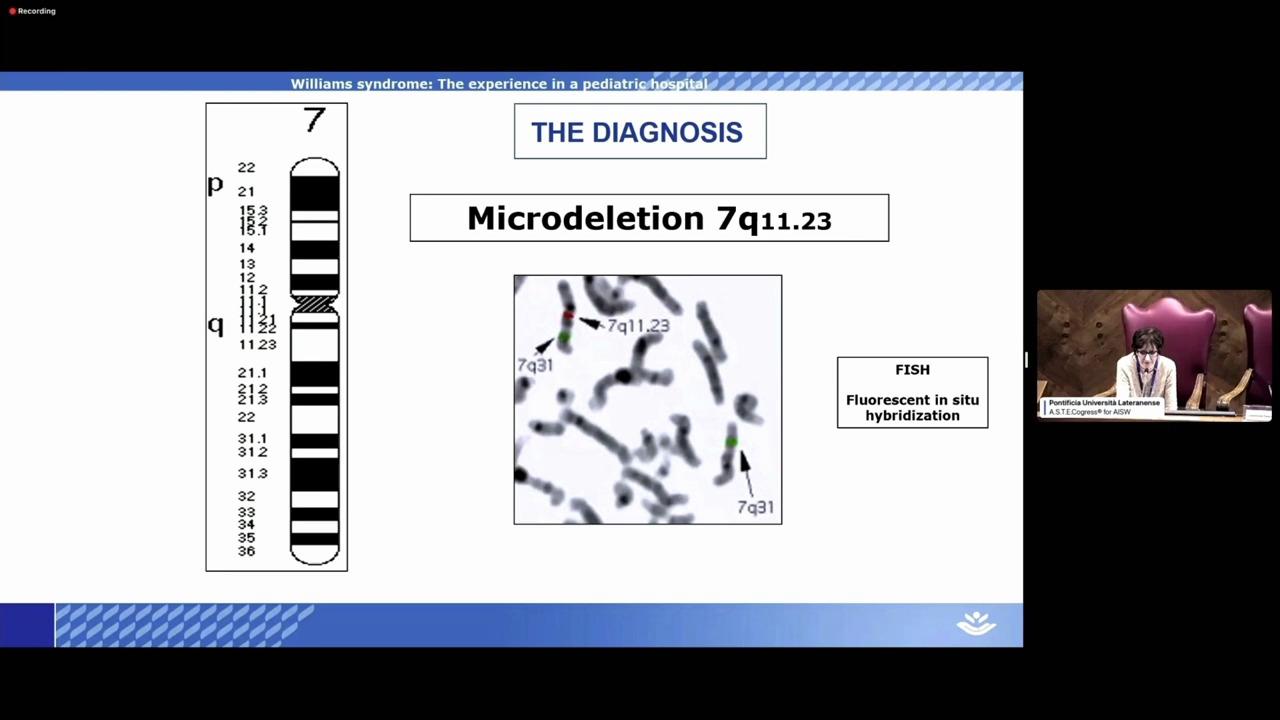 Recording
Williams syndrome: The experience in a pediatric hospital
7
p
22
21
15.3
15.2
15.1
14
13
12
11.2
11.1
11.1
q
11.21
11.22
11.23
21.1
21.2
21.3
22
31.1
31.2
31.3
32
33
34
35
36
THE DIAGNOSIS
Microdeletion 7q11.23
7q11.23
7q31
7q31
FISH
Fluorescent in situ
hybridization
Pontificia Università Lateranense
A.S.T.E.Cogress® for AISW